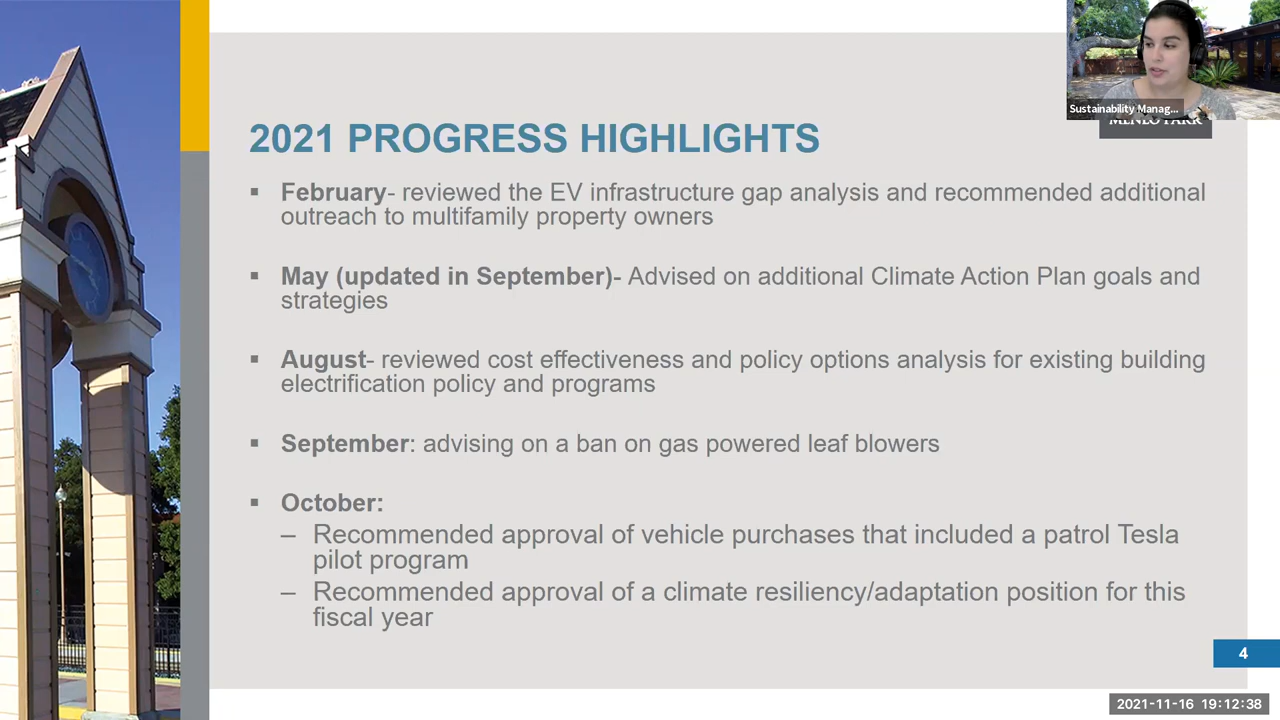 Sustainability Manag...
MENLO PARK
2021 PROGRESS HIGHLIGHTS
▪ February- reviewed the EV infrastructure gap analysis and recommended additional
outreach to multifamily property owners
▪ May (updated in September)- Advised on additional Climate Action Plan goals and
strategies
▪ August- reviewed cost effectiveness and policy options analysis for existing building
electrification policy and programs
▪ September: advising on a ban on gas powered leaf blowers
▪ October:
– Recommended approval of vehicle purchases that included a patrol Tesla
pilot program
– Recommended approval of a climate resiliency/adaptation position for this
fiscal year
4
2021-11-16 19:12:38